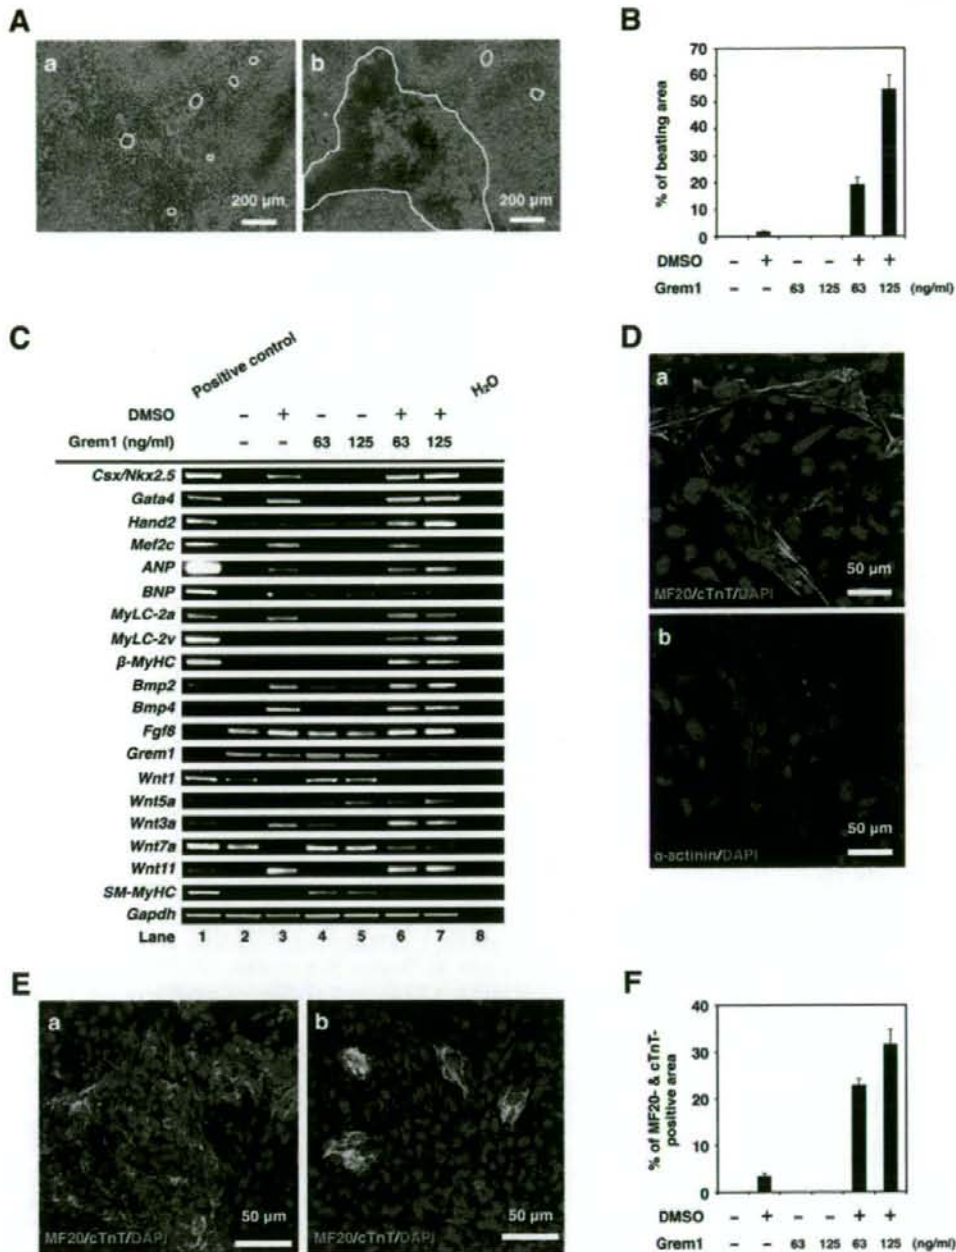 A
a
200 µm
b
200 µm
B
% of beating area
70
60
50
40
30
20
10
0
DMSO - + - - + +
Grem1 - - 63 125 63 125 (ng/ml)
C
Positive control
H₂O
DMSO - + - - + +
Grem1 (ng/ml) - - 63 125 63 125
Csx/Nkx2.5
Gata4
Hand2
Mef2c
ANP
BNP
MyLC-2a
MyLC-2v
β-MyHC
Bmp2
Bmp4
Fgf8
Grem1
Wnt1
Wnt5a
Wnt3a
Wnt7a
Wnt11
SM-MyHC
Gapdh
Lane 1 2 3 4 5 6 7 8
D
a
50 µm
MF20/cTnT/DAPI
b
50 µm
α-actinin/DAPI
E
a
50 µm
MF20/cTnT/DAPI
b
50 µm
MF20/cTnT/DAPI
F
% of MF20- & cTnT-
positive area
40
30
20
10
0
DMSO - + - - + +
Grem1 - - 63 125 63 125 (ng/ml)